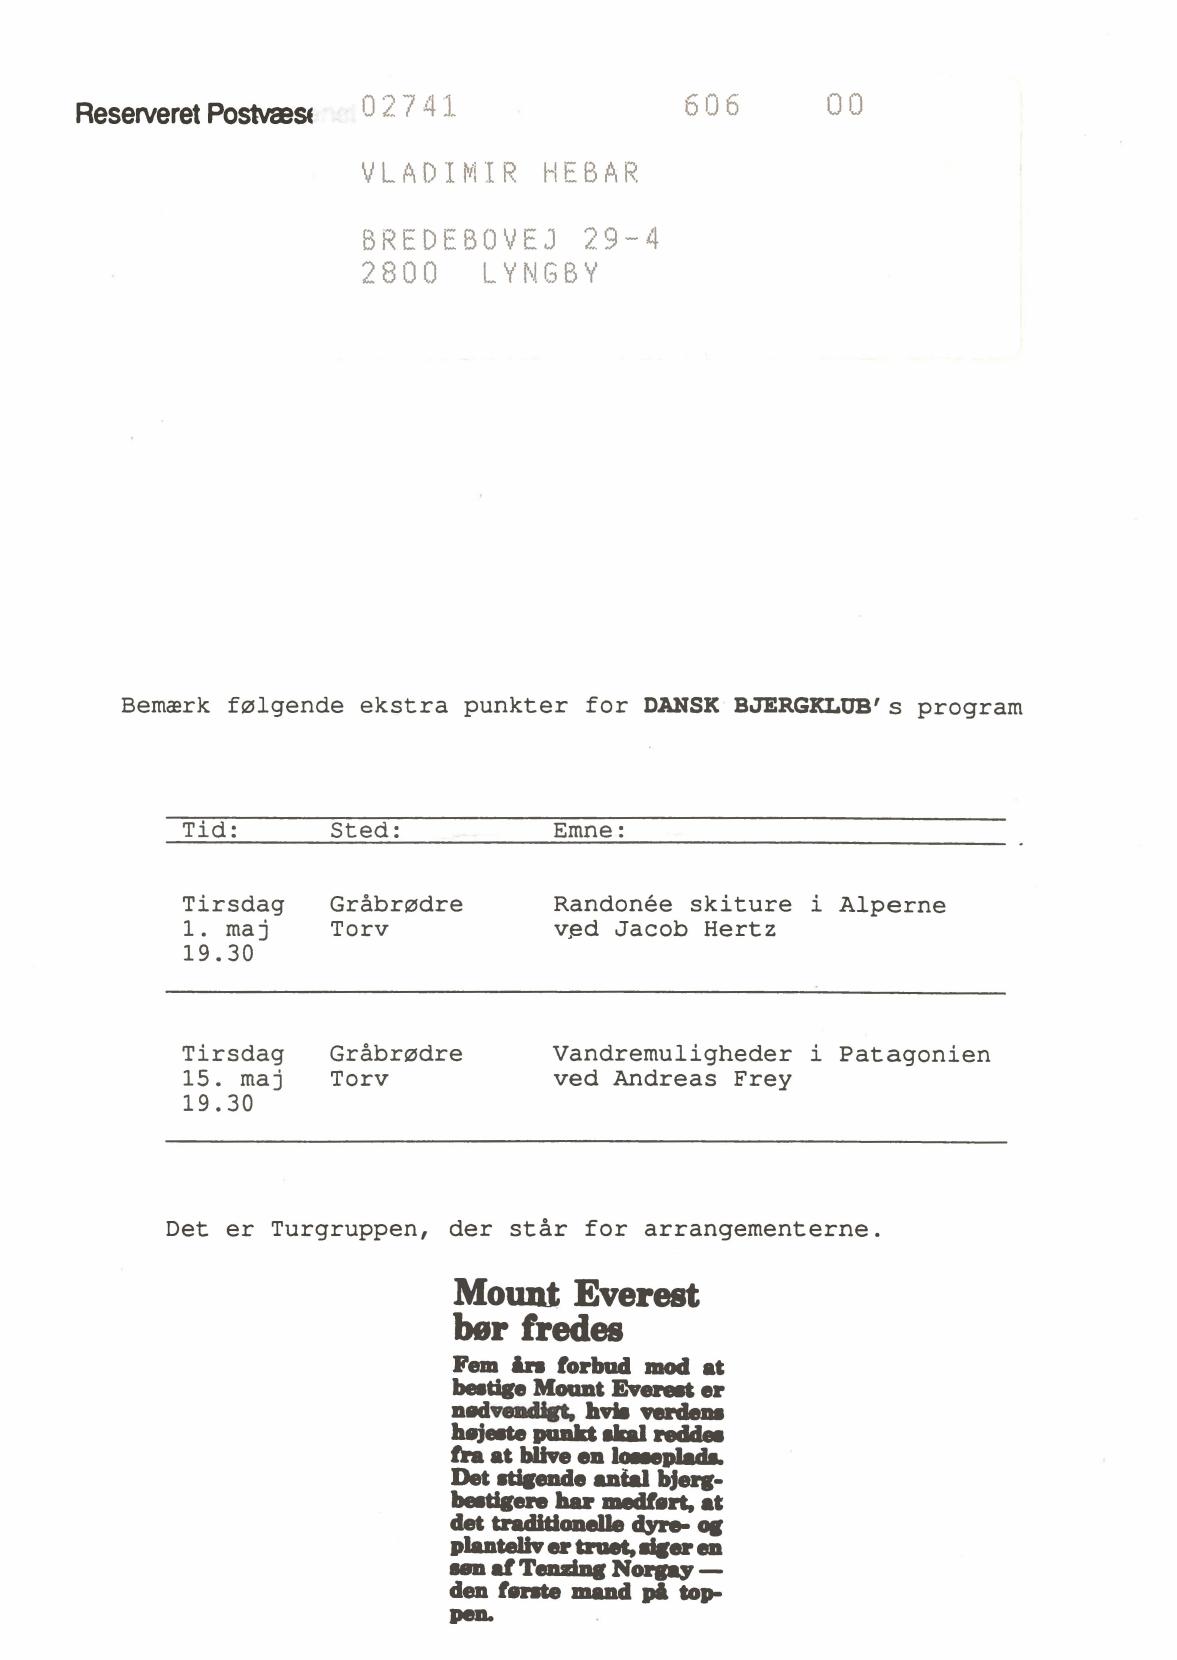 Reserveret Postvæse
02741 606 00
VLADIMIR HEBAR
BREDEBOVEJ 29-4
2800 LYNGBY
Bemærk følgende ekstra punkter for DANSK BJERGKLUB's program
Tid: Sted: Emne:
Tirsdag Gråbrødre Randonée skiture i Alperne
1. maj Torv ved Jacob Hertz
19.30
Tirsdag Gråbrødre Vandremuligheder i Patagonien
15. maj Torv ved Andreas Frey
19.30
Det er Turgruppen, der står for arrangementerne.
Mount Everest
bør fredes
Fem års forbud mod at
bestige Mount Everest er
nødvendigt, hvis verdens
højeste punkt skal reddes
fra at blive en losseplads.
Det stigende antal bjerg-
bestigere har medført, at
det traditionelle dyre- og
planteliv er truet, siger en
søn af Tenzing Norgay —
den første mand på top-
pen.